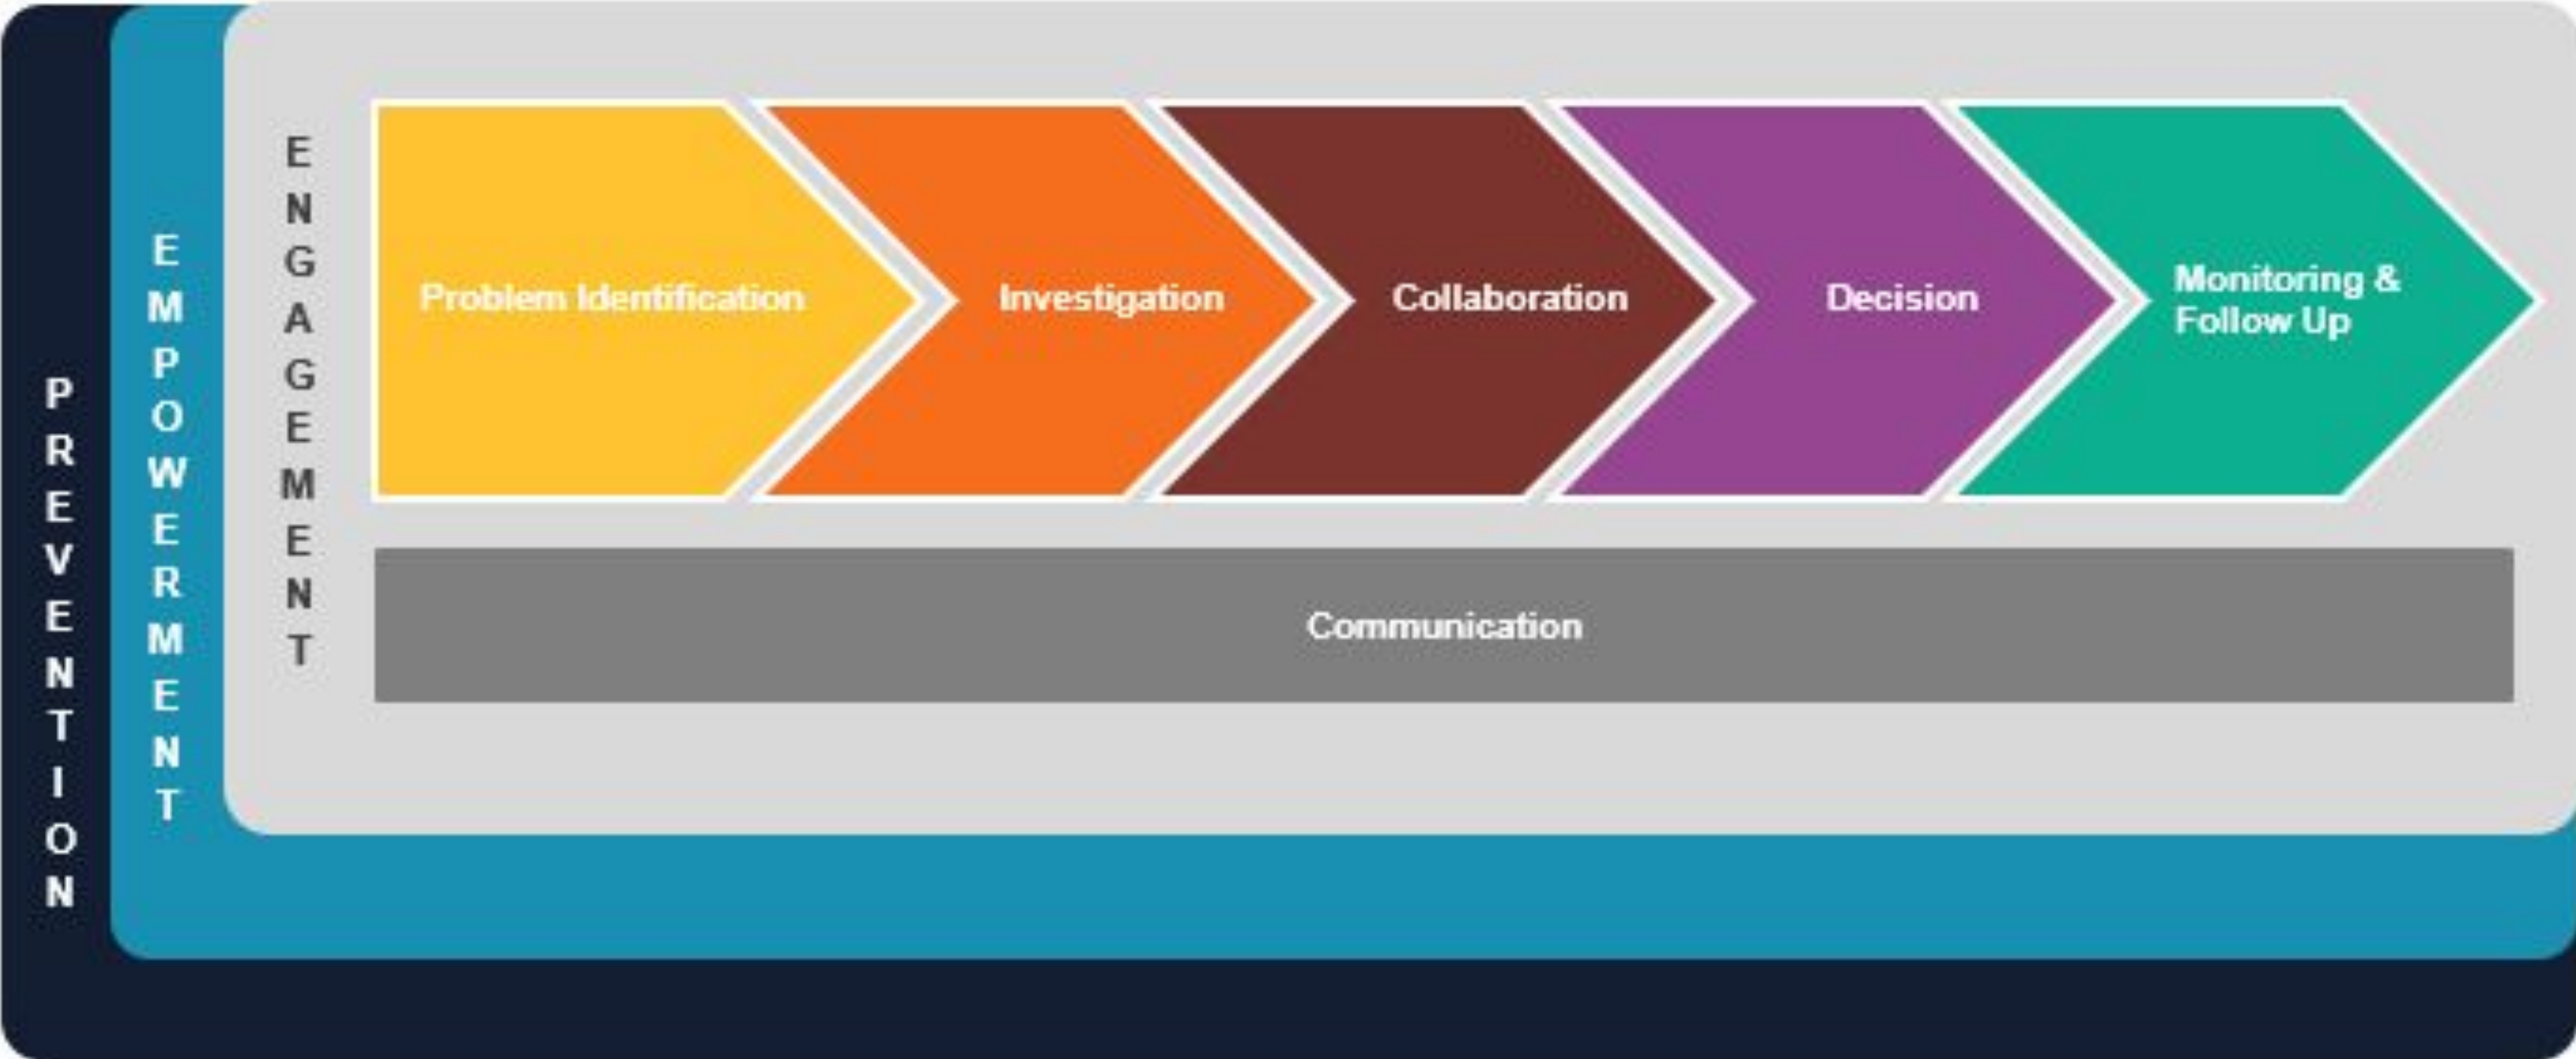 PREVENTION
EMPOWERMENT
ENGAGEMENT
Problem Identification
Investigation
Collaboration
Decision
Monitoring &
Follow Up
Communication